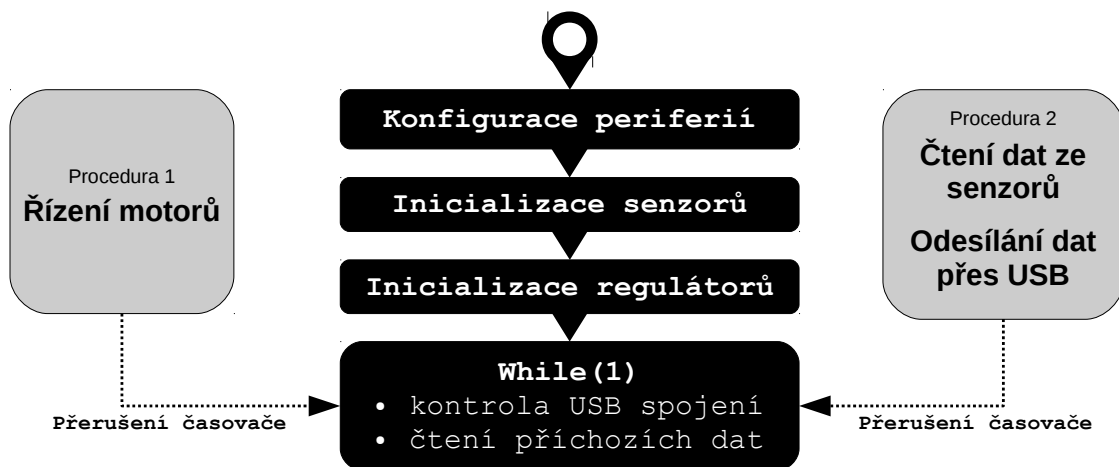 Procedura 1
Řízení motorů
Přerušení časovače
Konfigurace periferií
Inicializace senzorů
Inicializace regulátorů
While(1)
• kontrola USB spojení
• čtení příchozích dat
Procedura 2
Čtení dat ze
senzorů
Odesílání dat
přes USB
Přerušení časovače